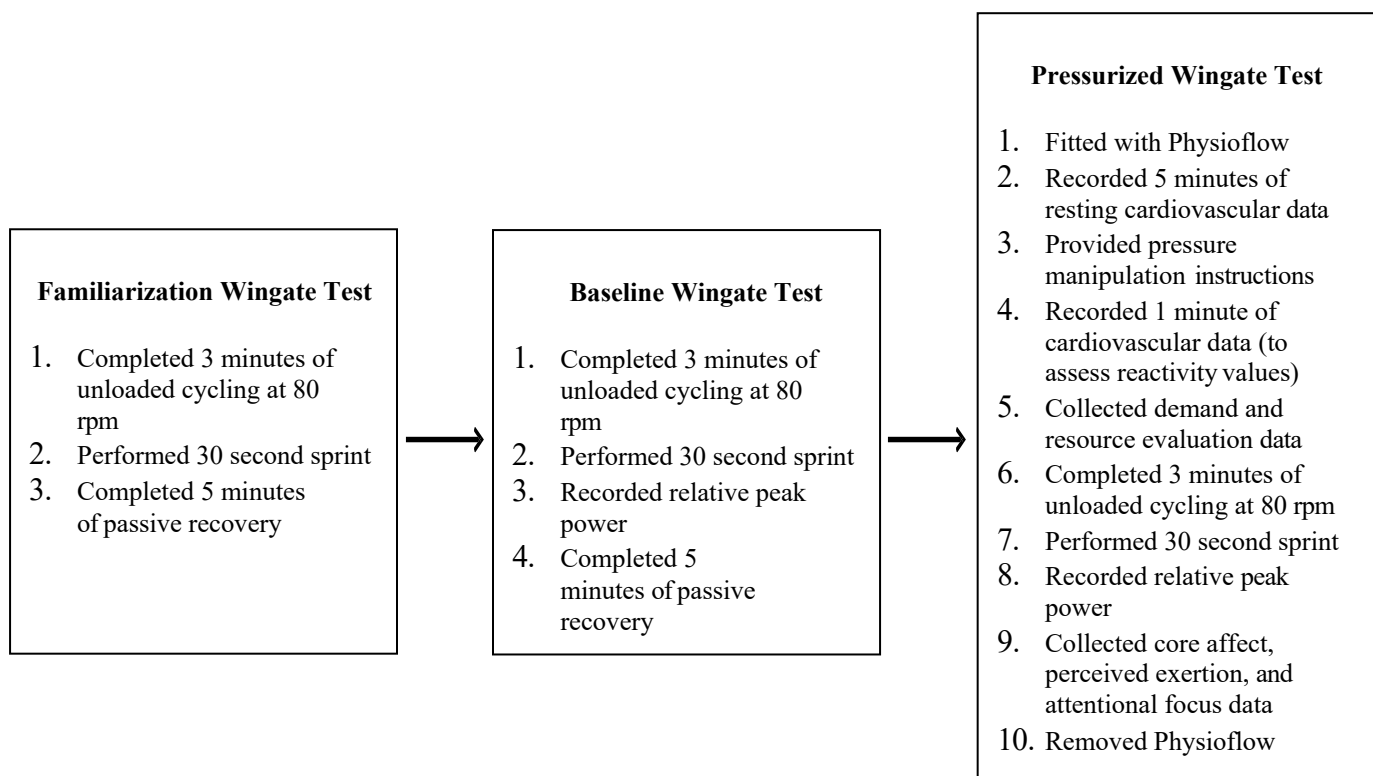 Familiarization Wingate Test
1. Completed 3 minutes of
unloaded cycling at 80
rpm
2. Performed 30 second sprint
3. Completed 5 minutes
of passive recovery
Baseline Wingate Test
1. Completed 3 minutes of
unloaded cycling at 80
rpm
2. Performed 30 second sprint
3. Recorded relative peak
power
4. Completed 5
minutes of passive
recovery
Pressurized Wingate Test
1. Fitted with Physioflow
2. Recorded 5 minutes of
resting cardiovascular data
3. Provided pressure
manipulation instructions
4. Recorded 1 minute of
cardiovascular data (to
assess reactivity values)
5. Collected demand and
resource evaluation data
6. Completed 3 minutes of
unloaded cycling at 80 rpm
7. Performed 30 second sprint
8. Recorded relative peak
power
9. Collected core affect,
perceived exertion, and
attentional focus data
10. Removed Physioflow